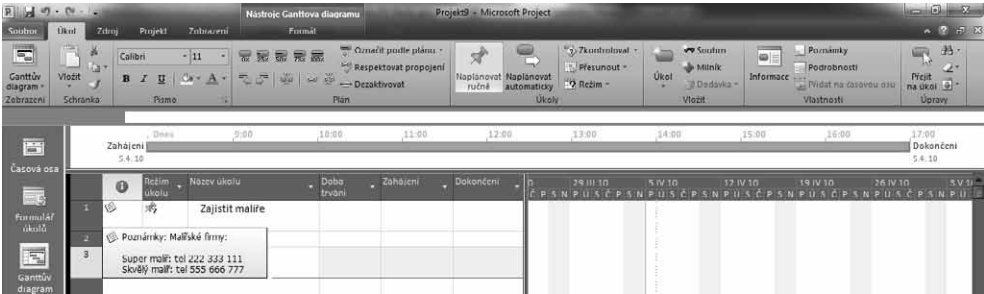 Nástroje Ganttova diagramu
Projekt9 - Microsoft Project
Soubor Úkol Zdroj Projekt Zobrazení Formát
Ganttův diagram
Zobrazení
Vložit
Schránka
Calibri 11
B I U A
Písmo
Označit podle plánu
Respektovat propojení
Dezaktivovat
Plán
Naplánovat ručně
Naplánovat automaticky
Zkontrolovat
Přesunout
Režim
Úkoly
Úkol
Souhrn
Milník
Dodávka
Vložit
Informace
Poznámky
Podrobnosti
Přidat na časovou osu
Vlastnosti
Přejít na úkol
Úpravy
Dnes 9:00 10:00 11:00 12:00 13:00 14:00 15:00 16:00 17:00
Zahájení
5.4.10
Dokončení
5.4.10
Časová osa
Formulář úkolů
Ganttův diagram
Režim úkolu
Název úkolu
Doba trvání
Zahájení
Dokončení
29 III 10 5 IV 10 12 IV 10 19 IV 10 26 IV 10
Č P S N P Ú S Č P S N P Ú S Č P S N P Ú S Č P S N P Ú S Č P S N P Ú S Č P S N P Ú
1 Zajistit malíře
2 Poznámky: Malířské firmy:
3
Super malíř: tel 222 333 111
Skvělý malíř: tel 555 666 777